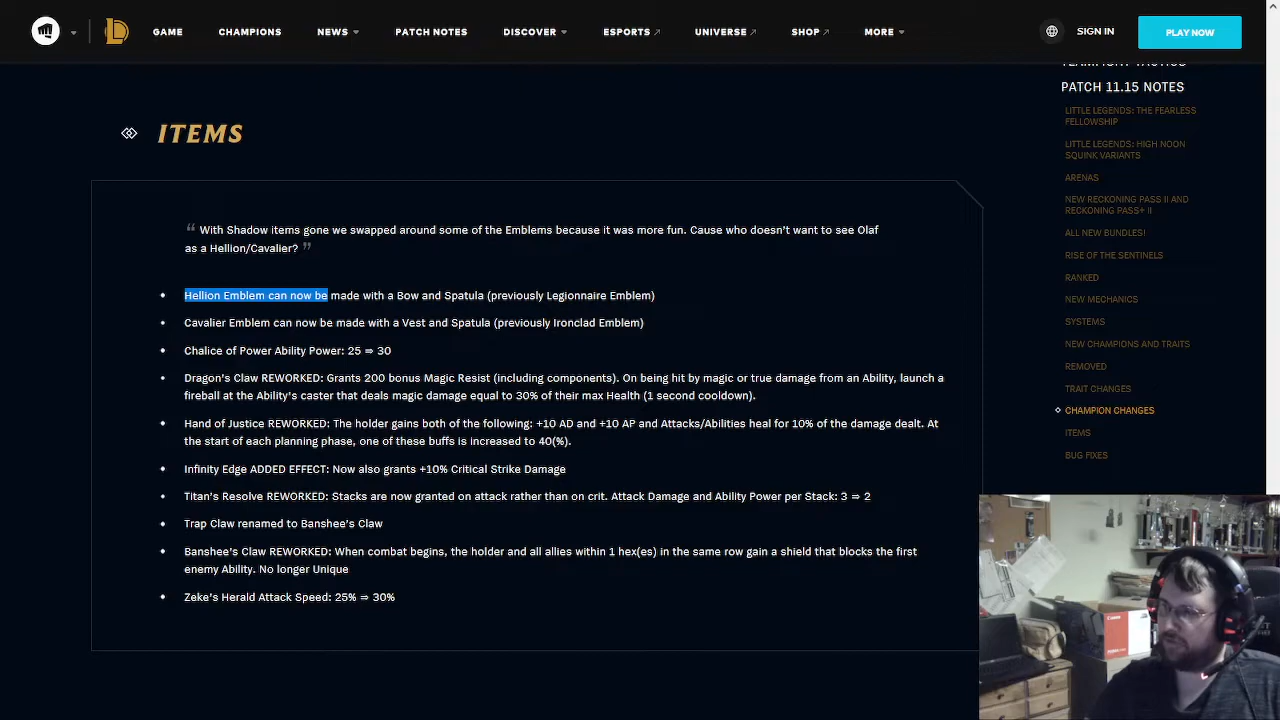 GAME
CHAMPIONS
NEWS
PATCH NOTES
DISCOVER
ESPORTS
UNIVERSE
SHOP
MORE
SIGN IN
PLAY NOW
TEAMFIGHT TACTICS
PATCH 11.15 NOTES
LITTLE LEGENDS: THE FEARLESS
FELLOWSHIP
LITTLE LEGENDS: HIGH NOON
SQUINK VARIANTS
ARENAS
NEW RECKONING PASS II AND
RECKONING PASS+ II
ALL NEW BUNDLES!
RISE OF THE SENTINELS
RANKED
NEW MECHANICS
SYSTEMS
NEW CHAMPIONS AND TRAITS
REMOVED
TRAIT CHANGES
CHAMPION CHANGES
ITEMS
BUG FIXES
ITEMS
“ With Shadow items gone we swapped around some of the Emblems because it was more fun. Cause who doesn't want to see Olaf
as a Hellion/Cavalier? ”
• Hellion Emblem can now be made with a Bow and Spatula (previously Legionnaire Emblem)
• Cavalier Emblem can now be made with a Vest and Spatula (previously Ironclad Emblem)
• Chalice of Power Ability Power: 25 ⇒ 30
• Dragon's Claw REWORKED: Grants 200 bonus Magic Resist (including components). On being hit by magic or true damage from an Ability, launch a
fireball at the Ability's caster that deals magic damage equal to 30% of their max Health (1 second cooldown).
• Hand of Justice REWORKED: The holder gains both of the following: +10 AD and +10 AP and Attacks/Abilities heal for 10% of the damage dealt. At
the start of each planning phase, one of these buffs is increased to 40(%).
• Infinity Edge ADDED EFFECT: Now also grants +10% Critical Strike Damage
• Titan's Resolve REWORKED: Stacks are now granted on attack rather than on crit. Attack Damage and Ability Power per Stack: 3 ⇒ 2
• Trap Claw renamed to Banshee's Claw
• Banshee's Claw REWORKED: When combat begins, the holder and all allies within 1 hex(es) in the same row gain a shield that blocks the first
enemy Ability. No longer Unique
• Zeke's Herald Attack Speed: 25% ⇒ 30%